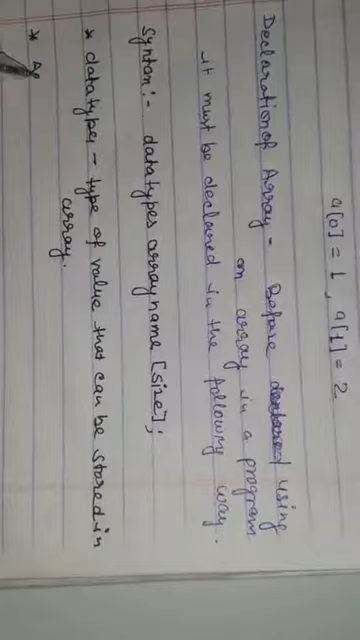 a[0] = 1, a[1] = 2
Declaration of Array - Before using
an array in a program
it must be declared in the following way.
Syntax:- datatypes arrayname [size];
* datatypes - type of value that can be stored in
array.
* Ar